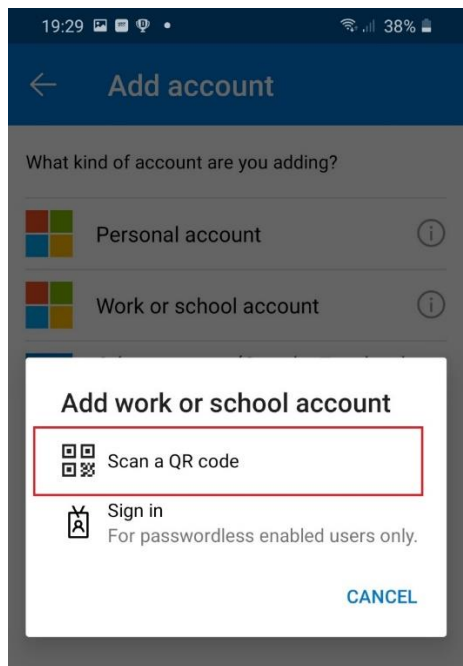 19:29 38%
Add account
What kind of account are you adding?
Personal account
Work or school account
Add work or school account
Scan a QR code
Sign in
For passwordless enabled users only.
CANCEL